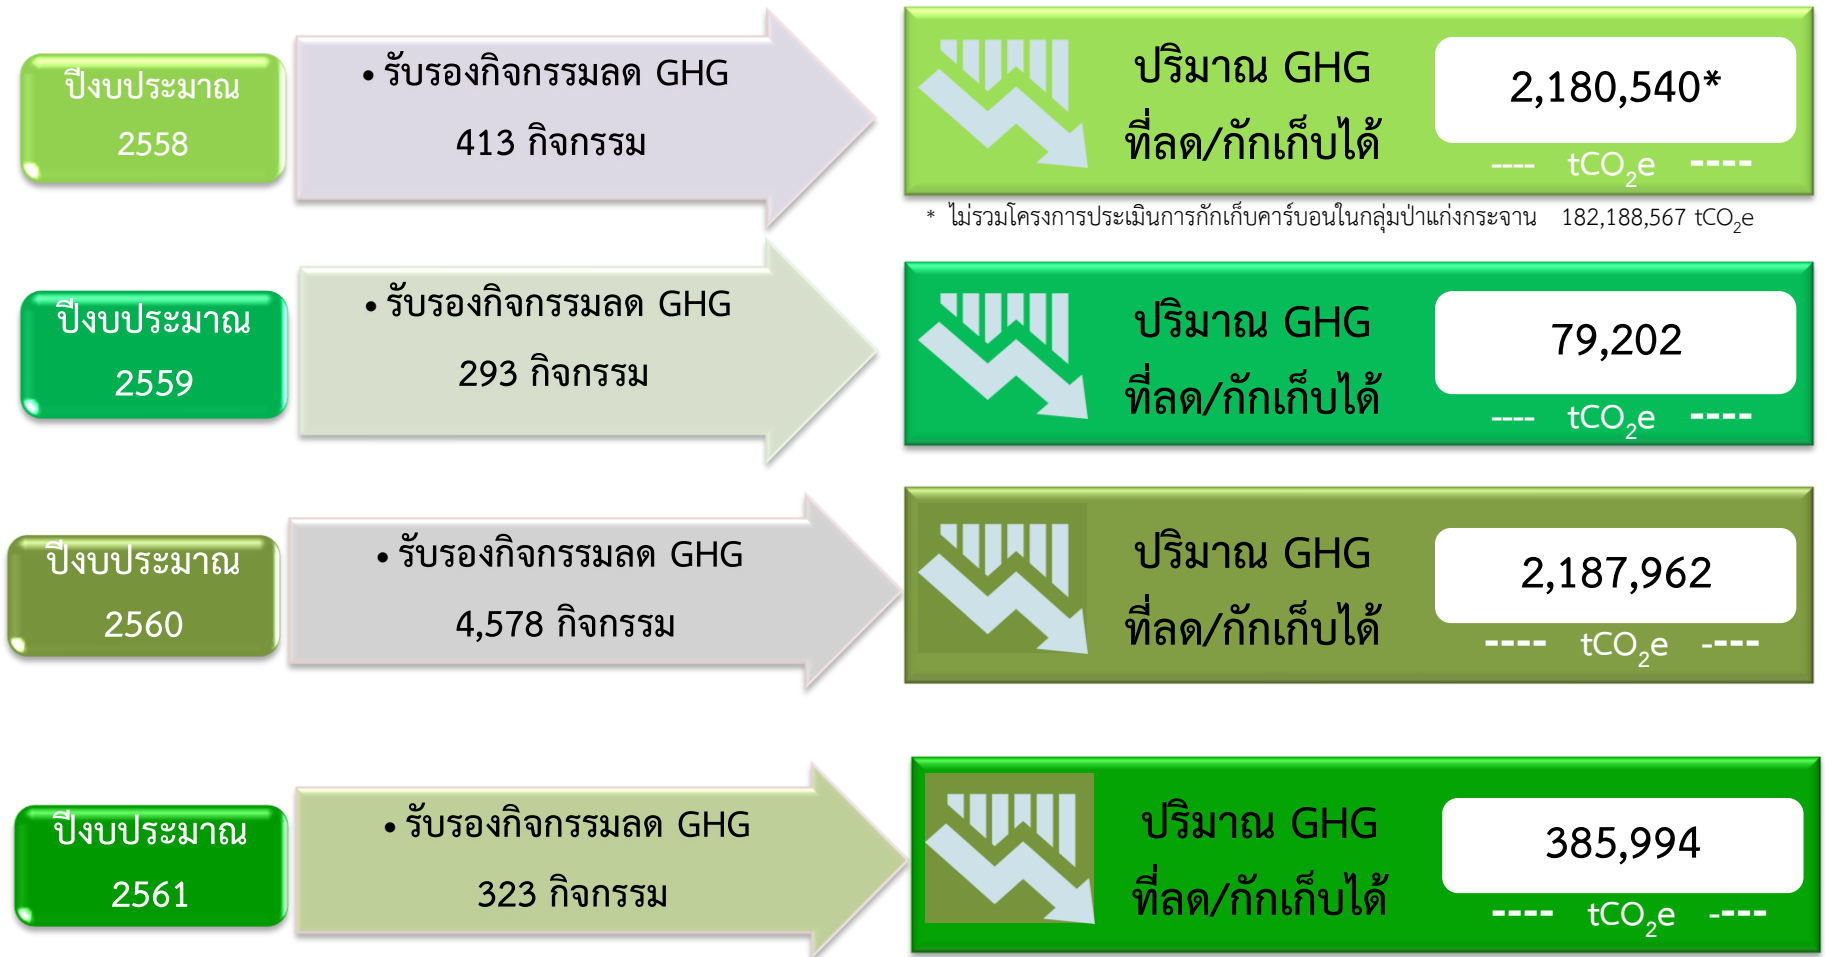 ปีงบประมาณ
2558
• รับรองกิจกรรมลด GHG
413 กิจกรรม
ปริมาณ GHG
ที่ลด/กักเก็บได้
2,180,540*
---- tCO₂e ----
* ไม่รวมโครงการประเมินการกักเก็บคาร์บอนในกลุ่มป่าแก่งกระจาน 182,188,567 tCO₂e
ปีงบประมาณ
2559
• รับรองกิจกรรมลด GHG
293 กิจกรรม
ปริมาณ GHG
ที่ลด/กักเก็บได้
79,202
---- tCO₂e ----
ปีงบประมาณ
2560
• รับรองกิจกรรมลด GHG
4,578 กิจกรรม
ปริมาณ GHG
ที่ลด/กักเก็บได้
2,187,962
---- tCO₂e ----
ปีงบประมาณ
2561
• รับรองกิจกรรมลด GHG
323 กิจกรรม
ปริมาณ GHG
ที่ลด/กักเก็บได้
385,994
---- tCO₂e ----